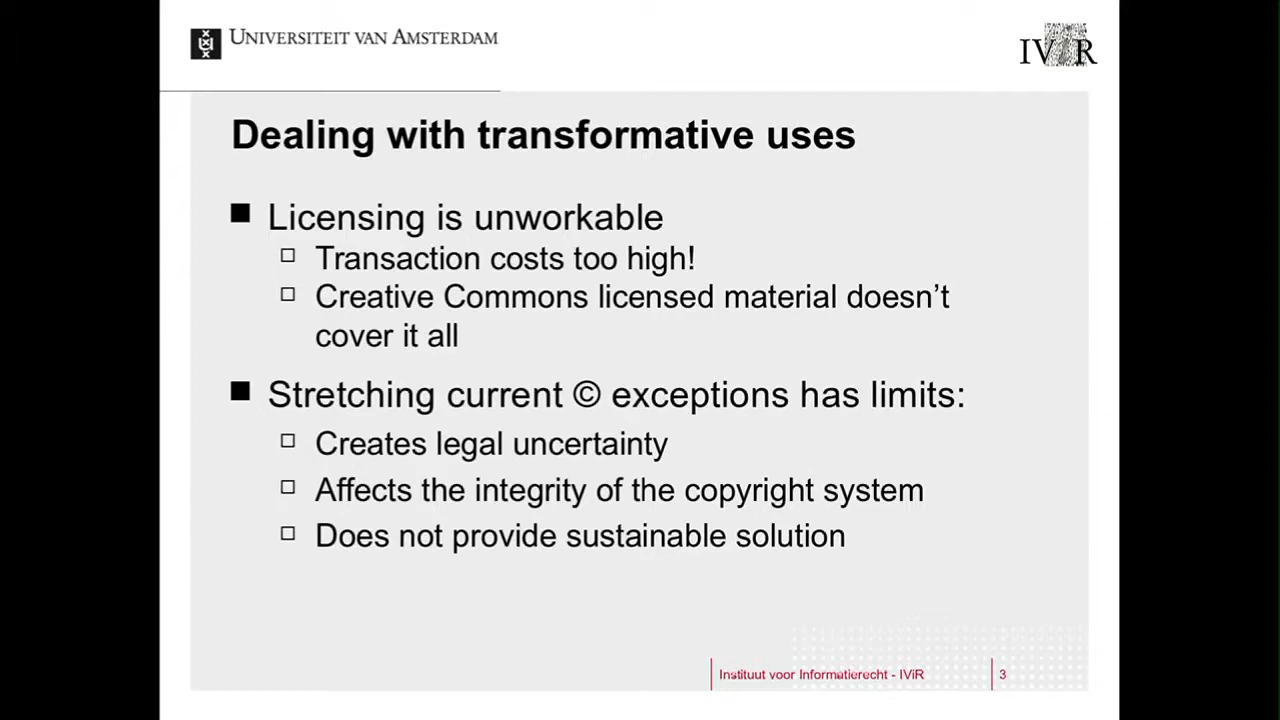 UNIVERSITEIT VAN AMSTERDAM
IViR
Dealing with transformative uses
Licensing is unworkable
Transaction costs too high!
Creative Commons licensed material doesn’t
cover it all
Stretching current © exceptions has limits:
Creates legal uncertainty
Affects the integrity of the copyright system
Does not provide sustainable solution
Instituut voor Informatierecht - IViR
3